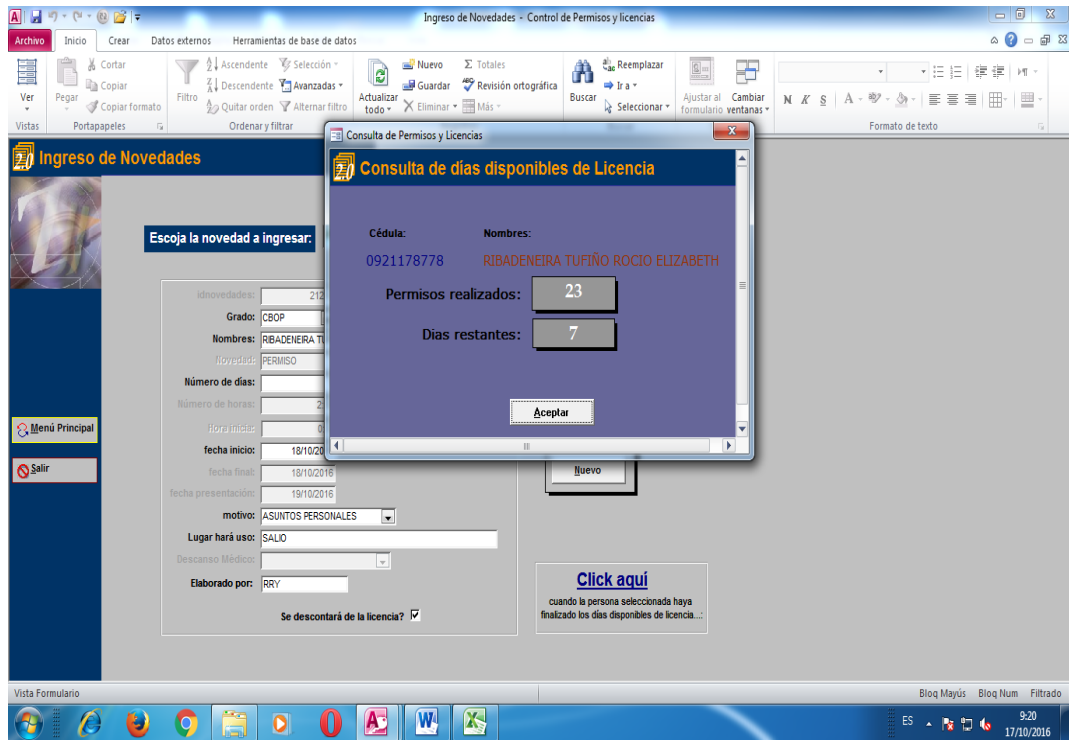 Ingreso de Novedades - Control de Permisos y licencias
Archivo Inicio Crear Datos externos Herramientas de base de datos
Ver
Pegar
Cortar
Copiar
Copiar formato
Filtro
Ascendente
Descendente
Quitar orden
Selección
Avanzadas
Alternar filtro
Actualizar todo
Nuevo
Guardar
Eliminar
Totales
Revisión ortográfica
Más
Buscar
Reemplazar
Ir a
Seleccionar
Ajustar al formulario
Cambiar ventanas
N K S A
Vistas Portapapeles Ordenar y filtrar Formato de texto
Ingreso de Novedades
Menú Principal
Salir
Escoja la novedad a ingresar:
idnovedades: 212
Grado: CBOP
Nombres: RIBADENEIRA TU
Novedad: PERMISO
Número de días:
Número de horas: 2
Hora inicia: 0
fecha inicio: 18/10/20
fecha final: 18/10/2016
fecha presentación: 19/10/2016
motivo: ASUNTOS PERSONALES
Lugar hará uso: SALIO
Descanso Médico:
Elaborado por: RRY
Se descontará de la licencia?
Consulta de Permisos y Licencias
Consulta de días disponibles de Licencia
Cédula: Nombres:
0921178778 RIBADENEIRA TUFIÑO ROCIO ELIZABETH
Permisos realizados: 23
Dias restantes: 7
Aceptar
Nuevo
Click aquí
cuando la persona seleccionada haya
finalizado los días disponibles de licencia...:
Vista Formulario Bloq Mayús Bloq Num Filtrado
ES 9:20
17/10/2016